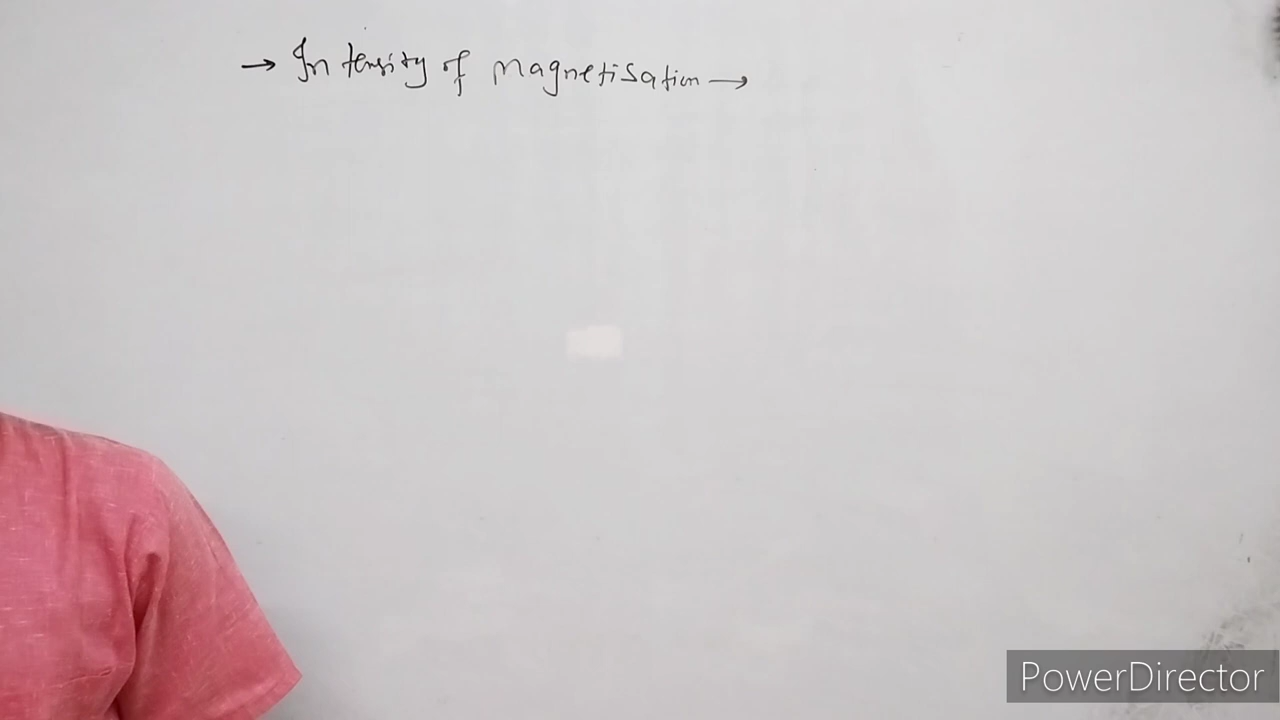 → Intensity of magnetisation →
PowerDirector